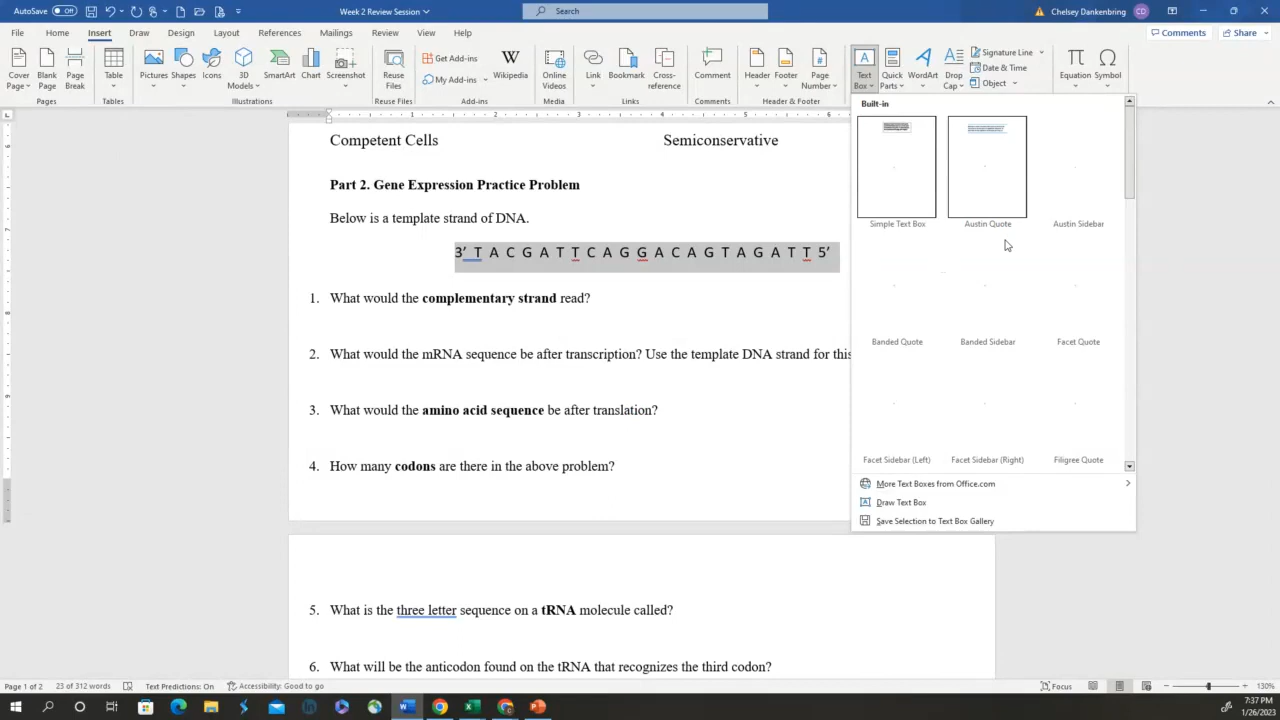 AutoSave Off Week 2 Review Search Chelsey Dankenbring CD
File Home Insert Draw Design Layout References Mailings Review View Help Comments Share
Cover Page Blank Page Page Break Table Pictures Shapes Icons 3D Models SmartArt Chart Screenshot Reuse Files Get Add-ins My Add-ins Wikipedia Online Videos Link Bookmark Cross-reference Comment Header Footer Page Number Text Box Quick Parts WordArt Drop Cap Signature Line Date & Time Object Equation Symbol
Pages Tables Illustrations Reuse Files Add-ins Media Links Comments Header & Footer
Built-in
Simple Text Box Austin Quote Austin Sidebar
Banded Quote Banded Sidebar Facet Quote
Facet Sidebar (Left) Facet Sidebar (Right) Filigree Quote
More Text Boxes from Office.com
Draw Text Box
Save Selection to Text Box Gallery
Competent Cells Semiconservative
Part 2. Gene Expression Practice Problem
Below is a template strand of DNA.
3’ T A C G A T T C A G G A C A G T A G A T T 5’
1. What would the complementary strand read?
2. What would the mRNA sequence be after transcription? Use the template DNA strand for this
3. What would the amino acid sequence be after translation?
4. How many codons are there in the above problem?
5. What is the three letter sequence on a tRNA molecule called?
6. What will be the anticodon found on the tRNA that recognizes the third codon?
Page 1 of 2 23 of 312 words Text Predictions: On Accessibility: Good to go Focus 130%
7:37 PM
1/26/2023